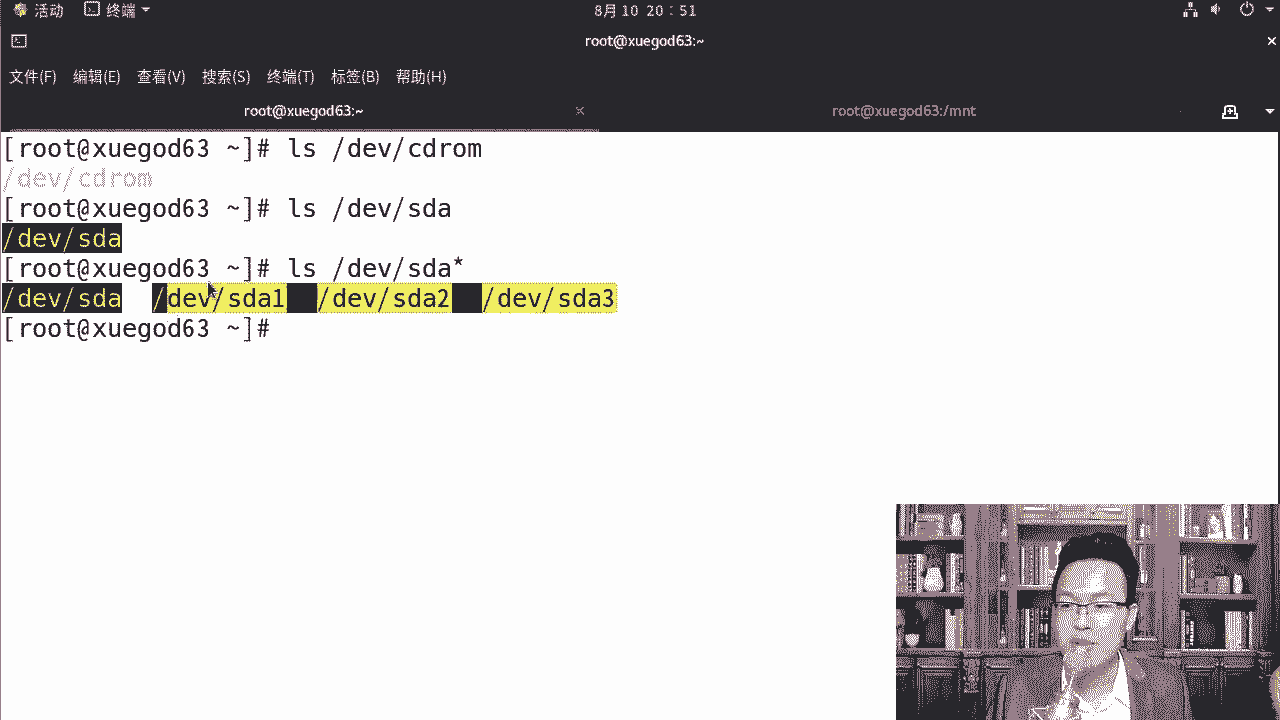 活动 终端 8月 10 20：51
root@xuegod63:~
文件(F) 编辑(E) 查看(V) 搜索(S) 终端(T) 标签(B) 帮助(H)
root@xuegod63:~ root@xuegod63:/mnt
[root@xuegod63 ~]# ls /dev/cdrom
/dev/cdrom
[root@xuegod63 ~]# ls /dev/sda
/dev/sda
[root@xuegod63 ~]# ls /dev/sda*
/dev/sda /dev/sda1 /dev/sda2 /dev/sda3
[root@xuegod63 ~]#